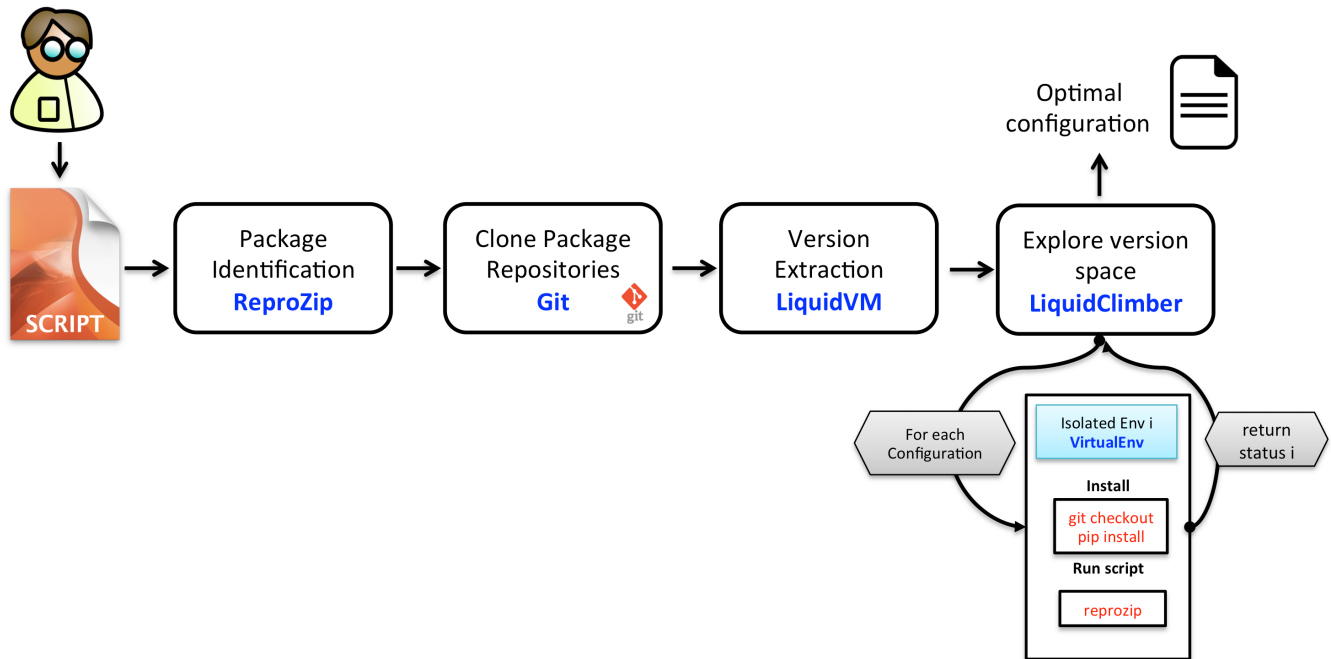 Optimal
configuration
SCRIPT
Package
Identification
ReproZip
Clone Package
Repositories
Git
git
Version
Extraction
LiquidVM
Explore version
space
LiquidClimber
For each
Configuration
Isolated Env i
VirtualEnv
Install
git checkout
pip install
Run script
reprozip
return
status i